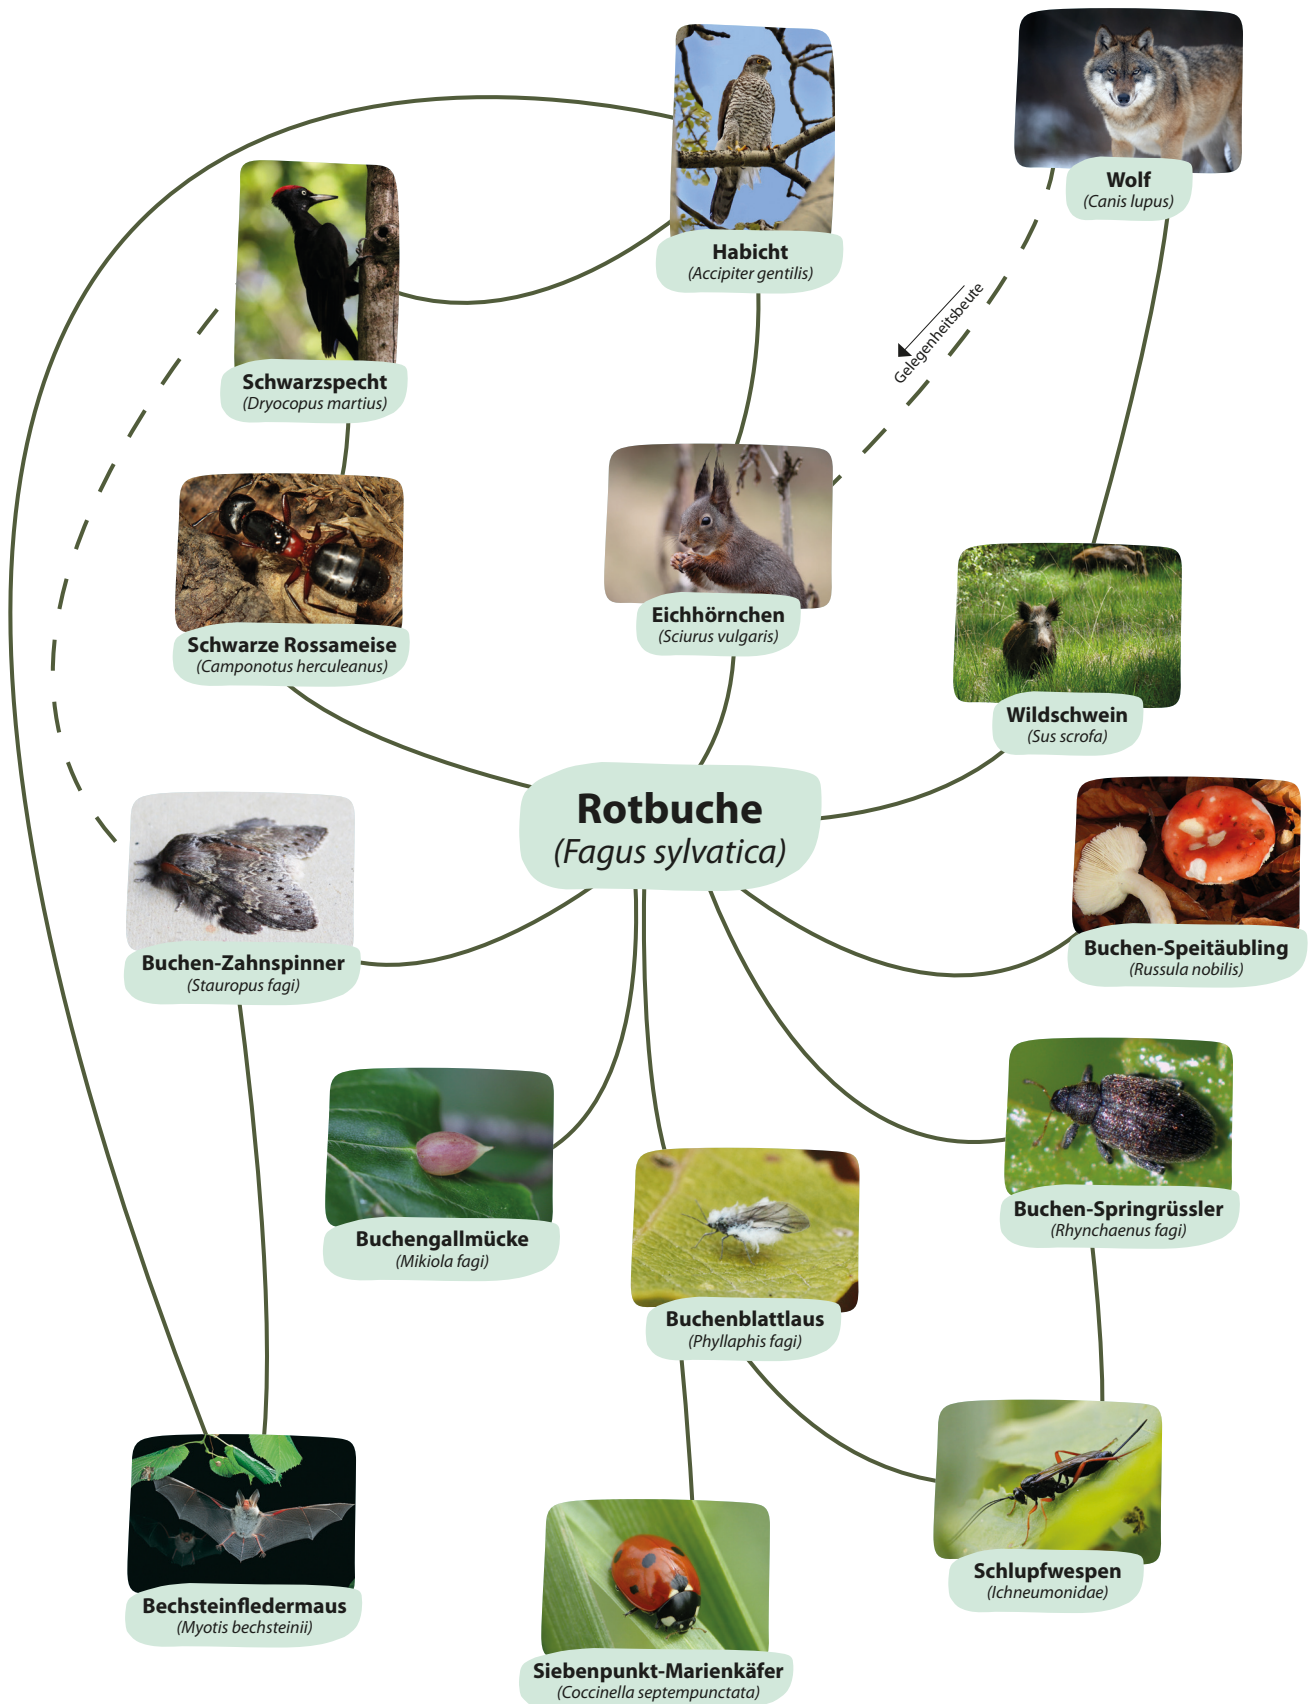 Wolf
(Canis lupus)
Habicht
(Accipiter gentilis)
Gelegenheitsbeute
Schwarzspecht
(Dryocopus martius)
Eichhörnchen
(Sciurus vulgaris)
Schwarze Rossameise
(Camponotus herculeanus)
Wildschwein
(Sus scrofa)
Rotbuche
(Fagus sylvatica)
Buchen-Speitäubling
(Russula nobilis)
Buchen-Zahnspinner
(Stauropus fagi)
Buchen-Springrüssler
(Rhynchaenus fagi)
Buchengallmücke
(Mikiola fagi)
Buchenblattlaus
(Phyllaphis fagi)
Schlupfwespen
(Ichneumonidae)
Bechsteinfledermaus
(Myotis bechsteinii)
Siebenpunkt-Marienkäfer
(Coccinella septempunctata)